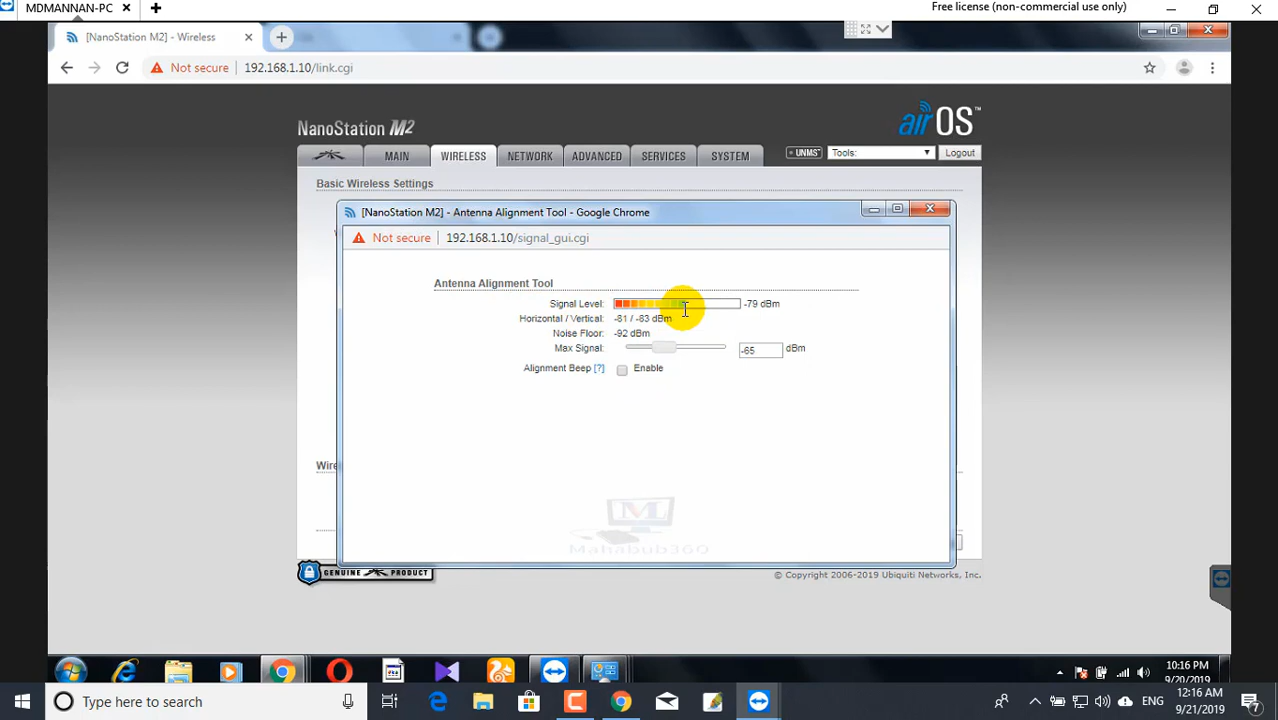 MDMANNAN-PC
Free license (non-commercial use only)
[NanoStation M2] - Wireless
Not secure
192.168.1.10/link.cgi
NanoStation M2
airOS™
MAIN
WIRELESS
NETWORK
ADVANCED
SERVICES
SYSTEM
UNMS™
Tools:
Logout
Basic Wireless Settings
[NanoStation M2] - Antenna Alignment Tool - Google Chrome
Not secure
192.168.1.10/signal_gui.cgi
Antenna Alignment Tool
Signal Level: -79 dBm
Horizontal / Vertical: -81 / -83 dBm
Noise Floor: -92 dBm
Max Signal: -65 dBm
Alignment Beep [?] Enable
Wire
Mahabub360
GENUINE PRODUCT
© Copyright 2006-2019 Ubiquiti Networks, Inc.
10:16 PM
9/20/2019
Type here to search
ENG
12:16 AM
9/21/2019
7